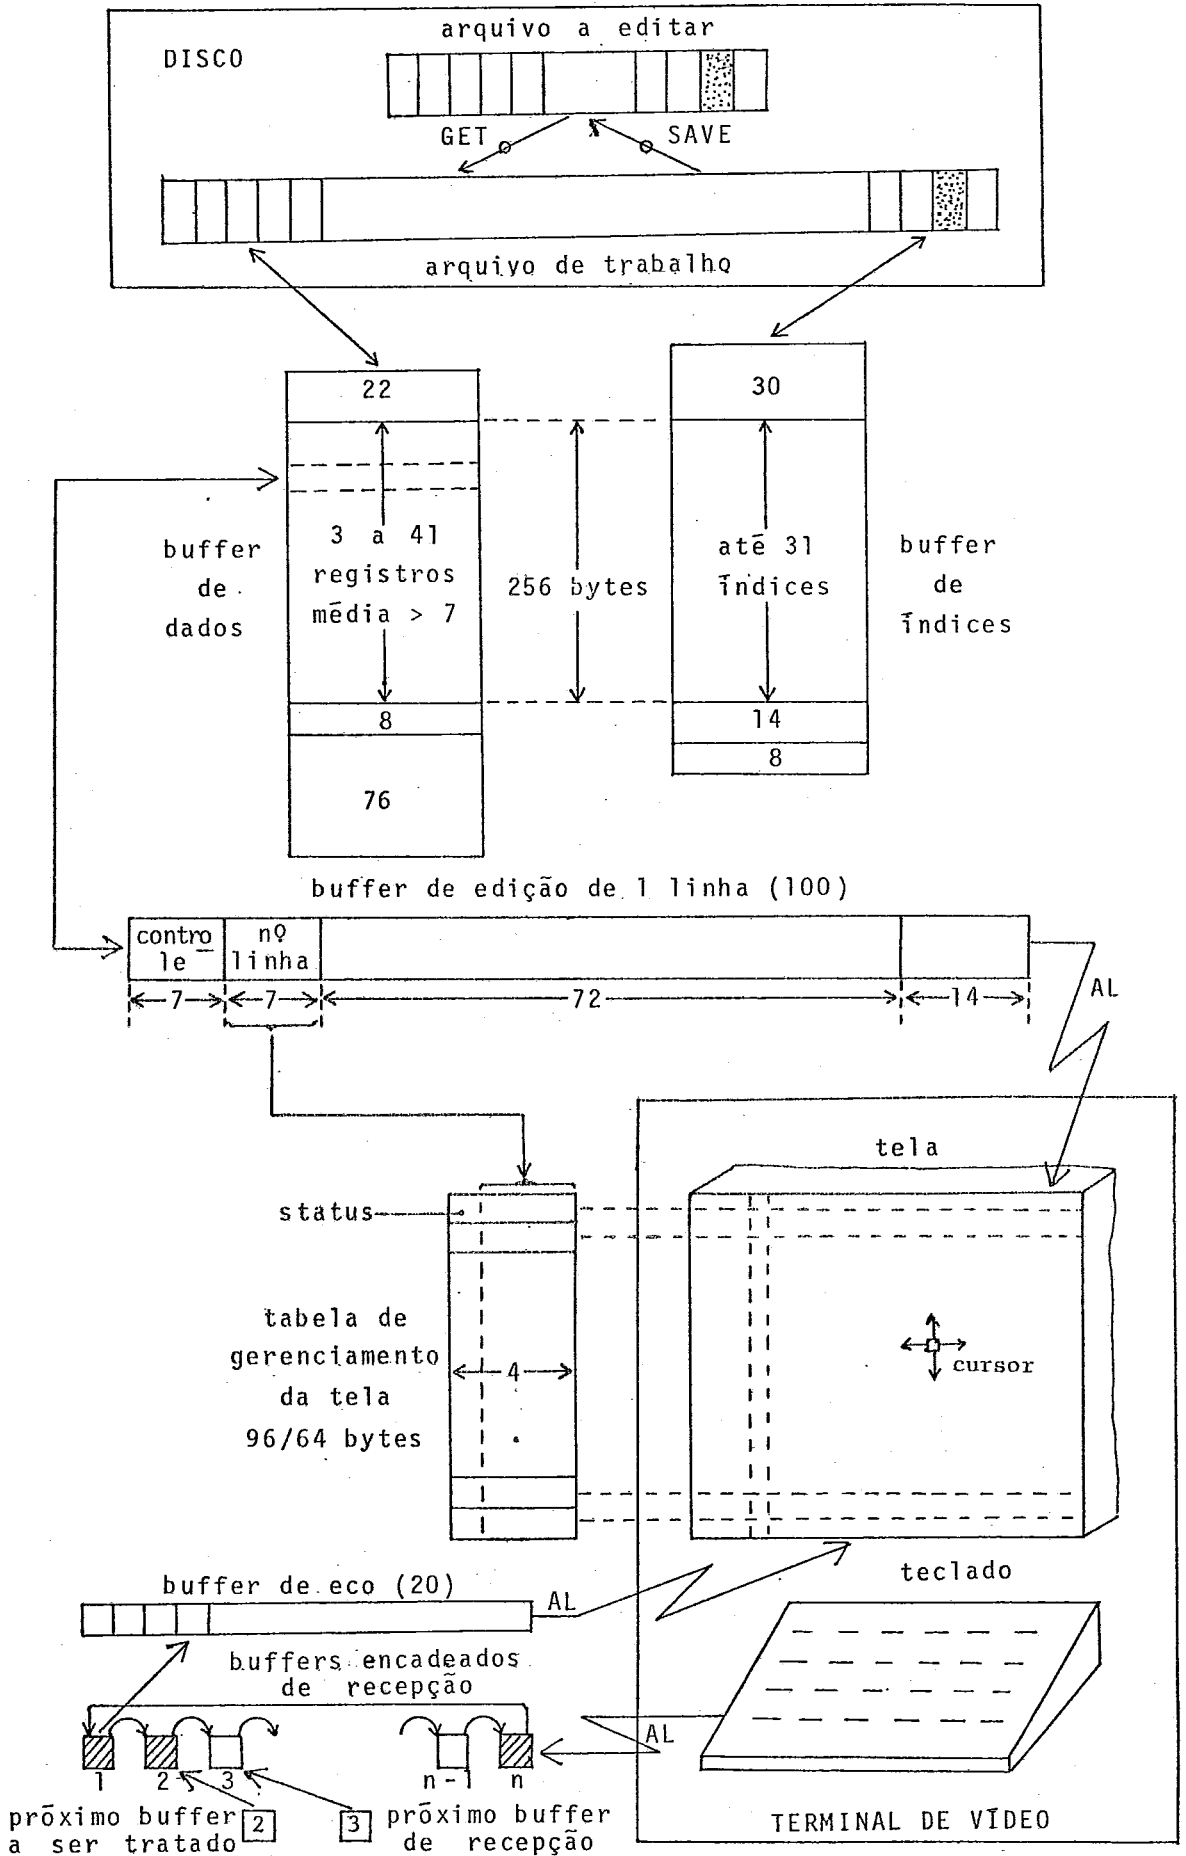 arquivo a editar
DISCO
GET
SAVE
arquivo de trabalho
22
30
3 a 41
registros
média > 7
buffer
de
dados
256 bytes
até 31
índices
buffer
de
índices
8
14
8
76
buffer de edição de 1 linha (100)
contro
le
nº
linha
7
7
72
14
AL
tela
status
tabela de
gerenciamento
da tela
96/64 bytes
4
cursor
teclado
buffer de eco (20)
AL
buffers encadeados
de recepção
AL
1
2
3
n-1
n
próximo buffer
a ser tratado
2
3
próximo buffer
de recepção
TERMINAL DE VÍDEO